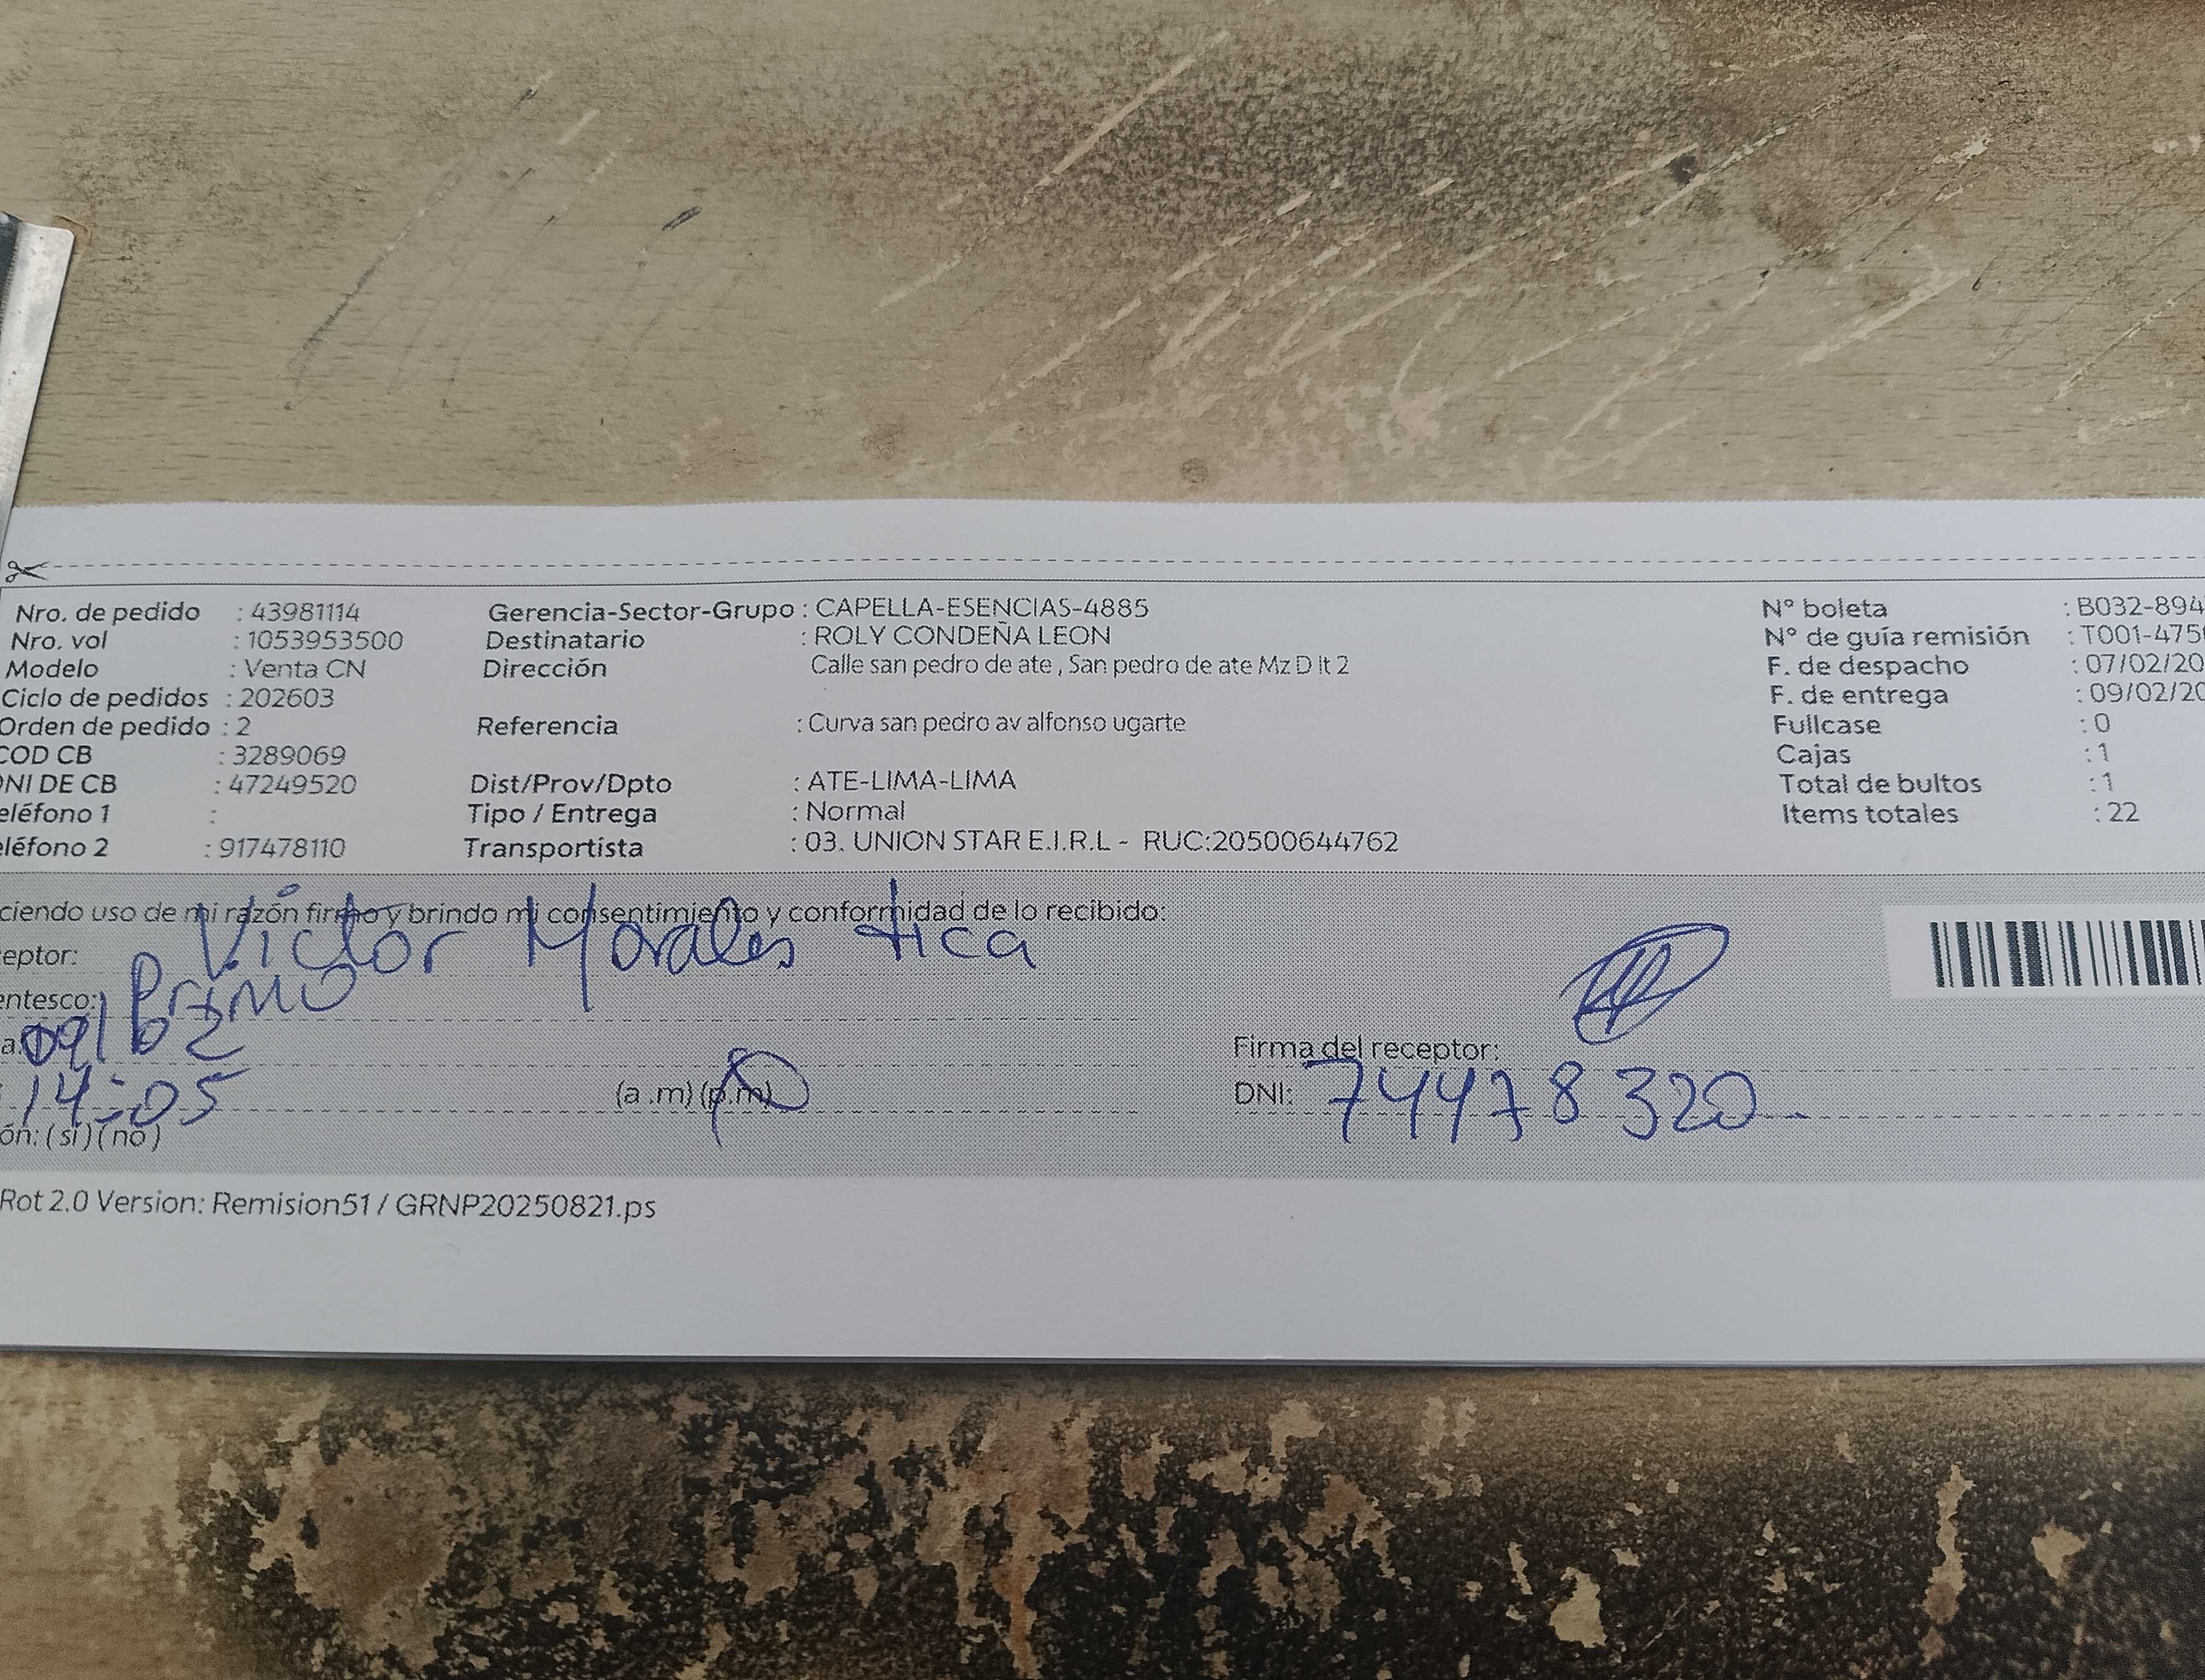 Nro. de pedido : 43981114 Gerencia-Sector-Grupo : CAPELLA-ESENCIAS-4885 N° boleta : B032-894
Nro. vol : 1053953500 Destinatario : ROLY CONDEÑA LEON N° de guía remisión : T001-475
Modelo : Venta CN Dirección Calle san pedro de ate , San pedro de ate Mz D lt 2 F. de despacho : 07/02/20
Ciclo de pedidos : 202603 F. de entrega : 09/02/20
Orden de pedido : 2 Referencia : Curva san pedro av alfonso ugarte Fullcase : 0
COD CB : 3289069 Cajas : 1
NI DE CB : 47249520 Dist/Prov/Dpto : ATE-LIMA-LIMA Total de bultos : 1
eléfono 1 : Tipo / Entrega : Normal Items totales : 22
léfono 2 : 917478110 Transportista : 03. UNION STAR E.I.R.L - RUC:20500644762
ciendo uso de mi razón firmo y brindo mi consentimiento y conformidad de lo recibido:
eptor: Víctor Morales tica
entesco: Primo
a: 09/02 Firma del receptor:
: 14:05 (a .m) (p.m) DNI: 74478320
ón: (si) (no)
Rot 2.0 Version: Remision51 / GRNP20250821.ps